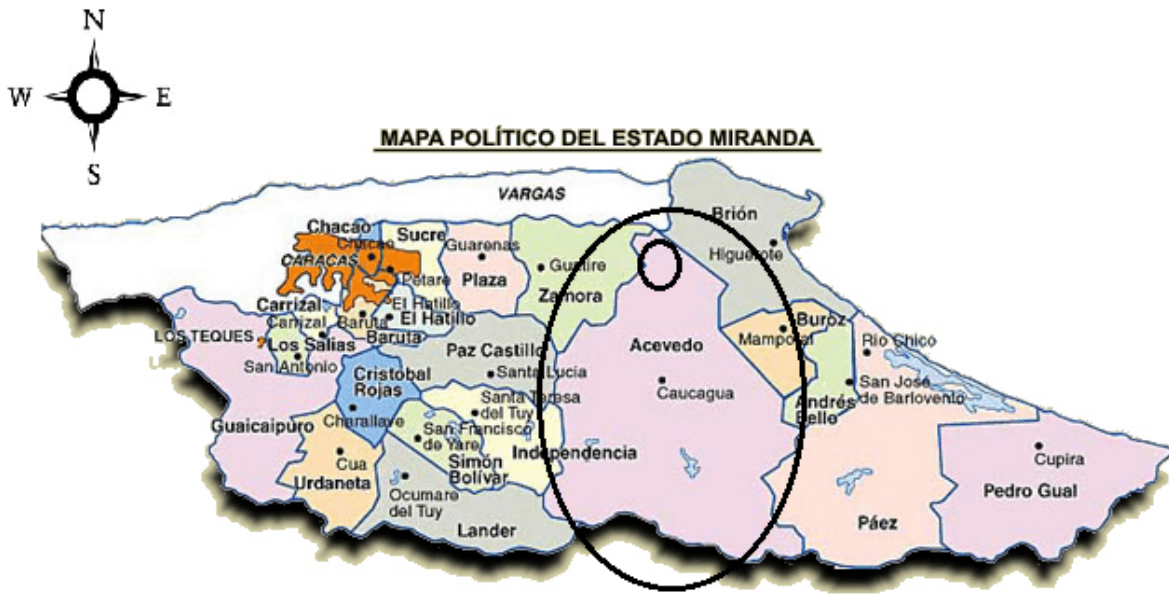 N
W E
S
MAPA POLÍTICO DEL ESTADO MIRANDA
VARGAS
Brión
Higuerote
Chacao
Chacao
CARACAS
Sucre
Petare
Guarenas
Plaza
Guatire
Zamora
El Hatillo
El Hatillo
Carrizal
Carrizal
Baruta
Baruta
LOS TEQUES
Los Salias
San Antonio
Paz Castillo
Santa Lucía
Acevedo
Caucagua
Buroz
Mamporal
Rio Chico
San José
de Barlovento
Andrés
Bello
Cristobal
Rojas
Charallave
Santa Teresa
del Tuy
Guaicaipuro
San Francisco
de Yare
Independencia
Simón
Bolívar
Cua
Urdaneta
Ocumare
del Tuy
Lander
Páez
Cupira
Pedro Gual